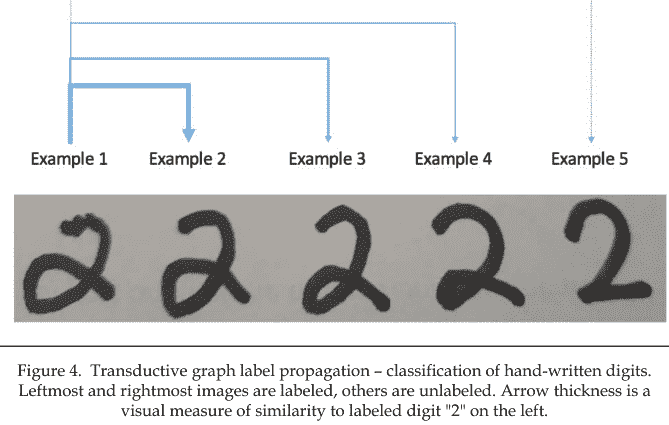 Example 1 Example 2 Example 3 Example 4 Example 5
2 2 2 2 2
Figure 4. Transductive graph label propagation – classification of hand-written digits.
Leftmost and rightmost images are labeled, others are unlabeled. Arrow thickness is a
visual measure of similarity to labeled digit "2" on the left.